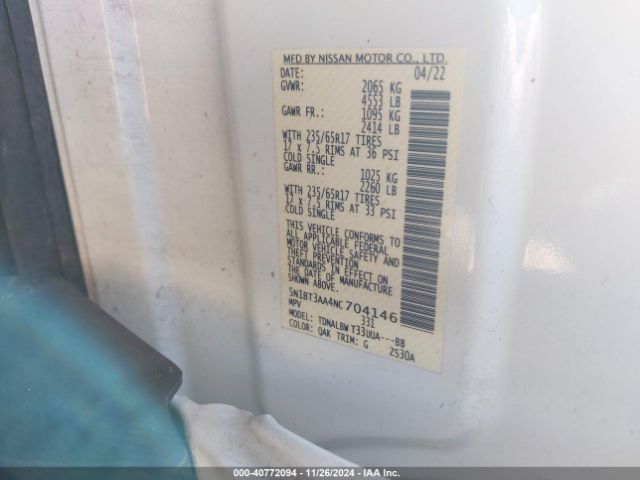 MFD BY NISSAN MOTOR CO., LTD.
DATE: 04/22
GVWR: 2065 KG
4553 LB
GAWR FR.: 1095 KG
2414 LB
WITH 235/65R17 TIRES
17 x 7.5 RIMS AT 36 PSI
COLD SINGLE
GAWR RR.: 1025 KG
2260 LB
WITH 235/65R17 TIRES
17 x 7.5 RIMS AT 33 PSI
COLD SINGLE
THIS VEHICLE CONFORMS TO
ALL APPLICABLE FEDERAL
MOTOR VEHICLE SAFETY AND
THEFT PREVENTION
STANDARDS IN EFFECT ON
THE DATE OF MANUFACTURE
SHOWN ABOVE.
5N1BT3AA4NC704146
MPV 331
MODEL: TDNALBW T33UUA---BB
COLOR: QAK TRIM: G 2S30A
000-40772094 | 11/26/2024 - IAA Inc.